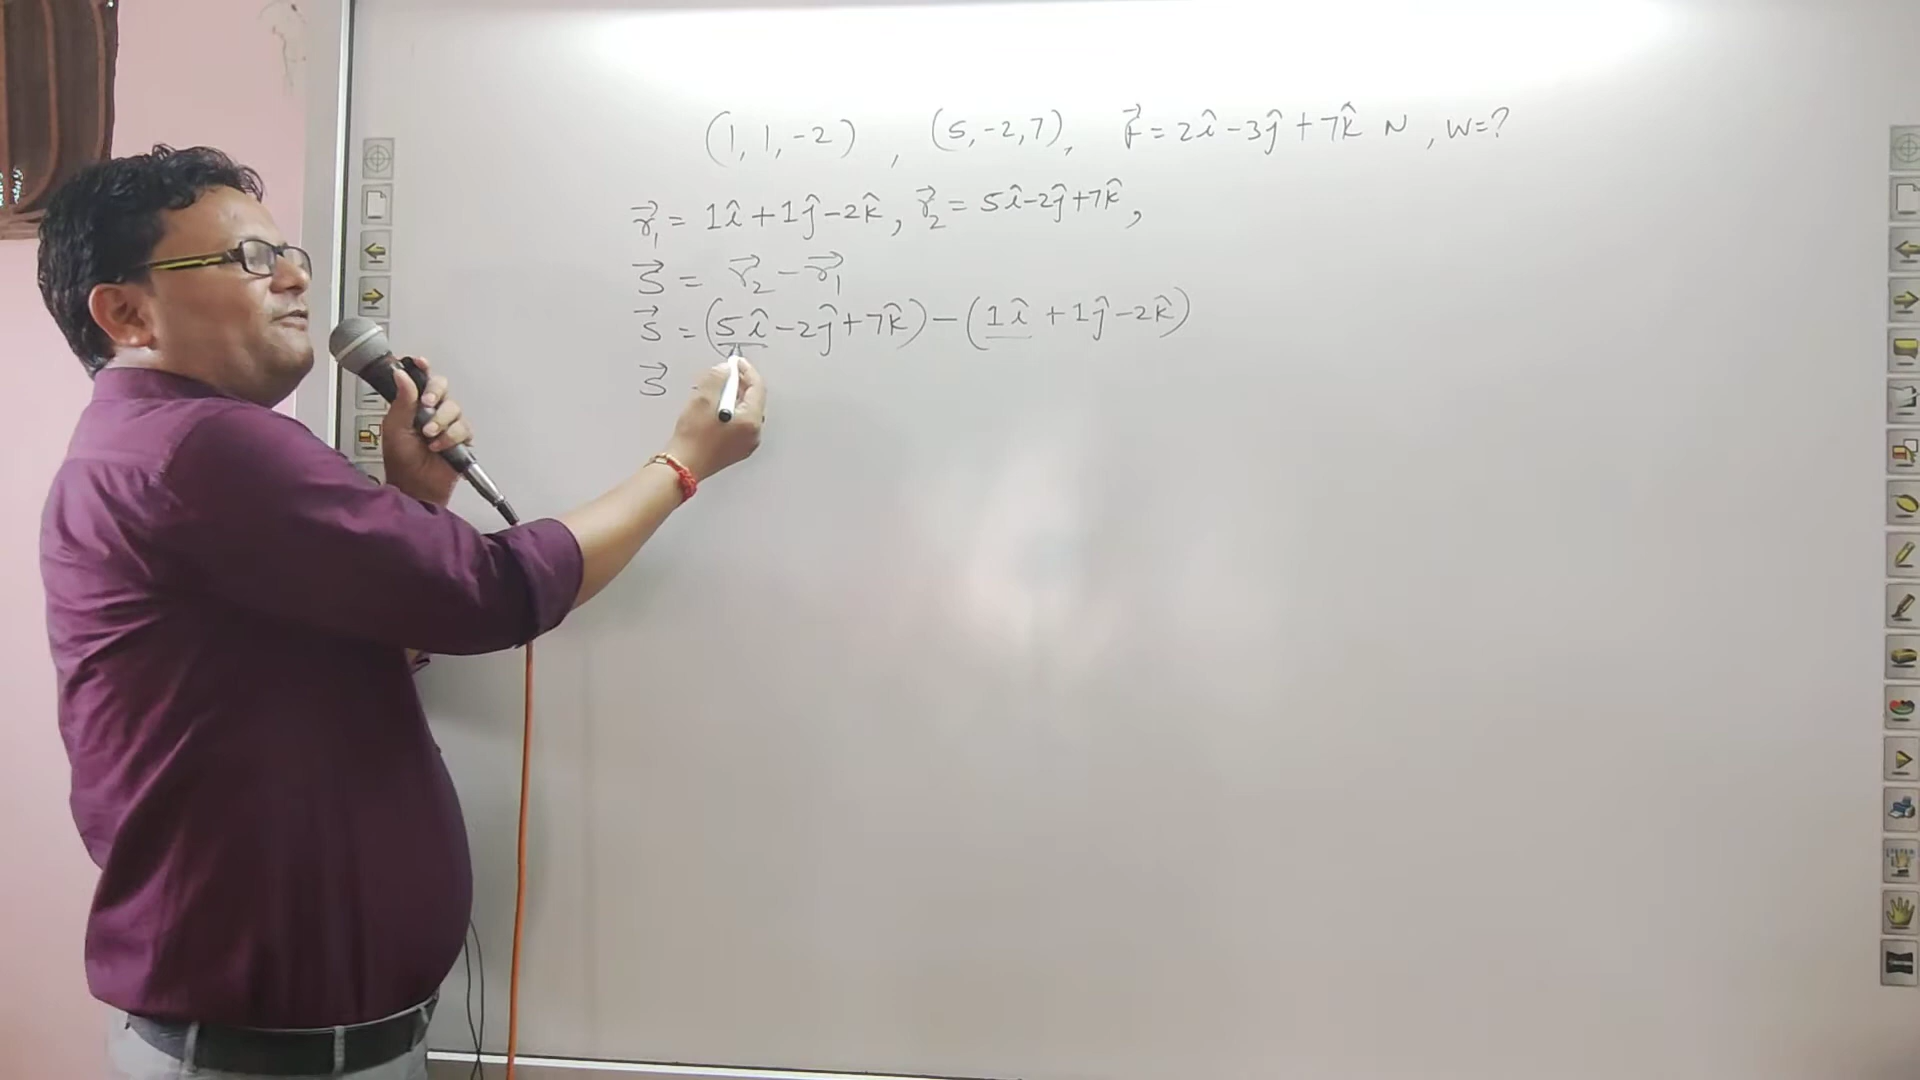 (1, 1, -2) , (5, -2, 7), F⃗ = 2î - 3ĵ + 7k̂ N , W=?
r⃗₁ = 1î + 1ĵ - 2k̂ , r⃗₂ = 5î - 2ĵ + 7k̂ ,
S⃗ = r⃗₂ - r⃗₁
S⃗ = (5î - 2ĵ + 7k̂) - (1î + 1ĵ - 2k̂)
S⃗